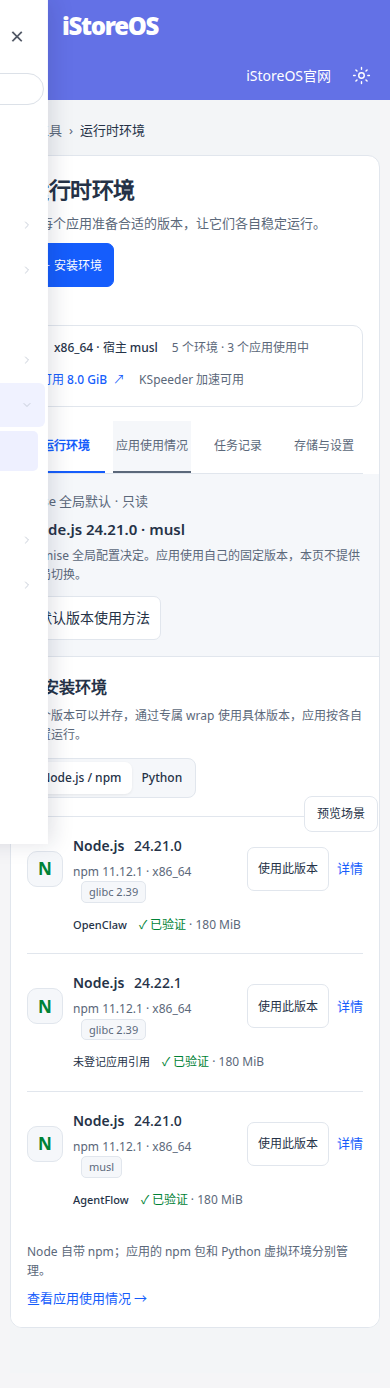 iStoreOS
iStoreOS官网
具 › 运行时环境
行时环境
每个应用准备合适的版本，让它们各自稳定运行。
安装环境
x86_64 · 宿主 musl 5 个环境 · 3 个应用使用中
可用 8.0 GiB ↗ KSpeeder 加速可用
运行环境 应用使用情况 任务记录 存储与设置
e 全局默认 · 只读
de.js 24.21.0 · musl
mise 全局配置决定。应用使用自己的固定版本，本页不提供
切换。
默认版本使用方法
安装环境
版本可以并存，通过专属 wrap 使用具体版本，应用按各自
运行。
Node.js / npm Python
预览场景
N
Node.js 24.21.0
npm 11.12.1 · x86_64
glibc 2.39
使用此版本 详情
OpenClaw ✓已验证 · 180 MiB
N
Node.js 24.22.1
npm 11.12.1 · x86_64
glibc 2.39
使用此版本 详情
未登记应用引用 ✓已验证 · 180 MiB
N
Node.js 24.21.0
npm 11.12.1 · x86_64
musl
使用此版本 详情
AgentFlow ✓已验证 · 180 MiB
Node 自带 npm；应用的 npm 包和 Python 虚拟环境分别管
理。
查看应用使用情况 →